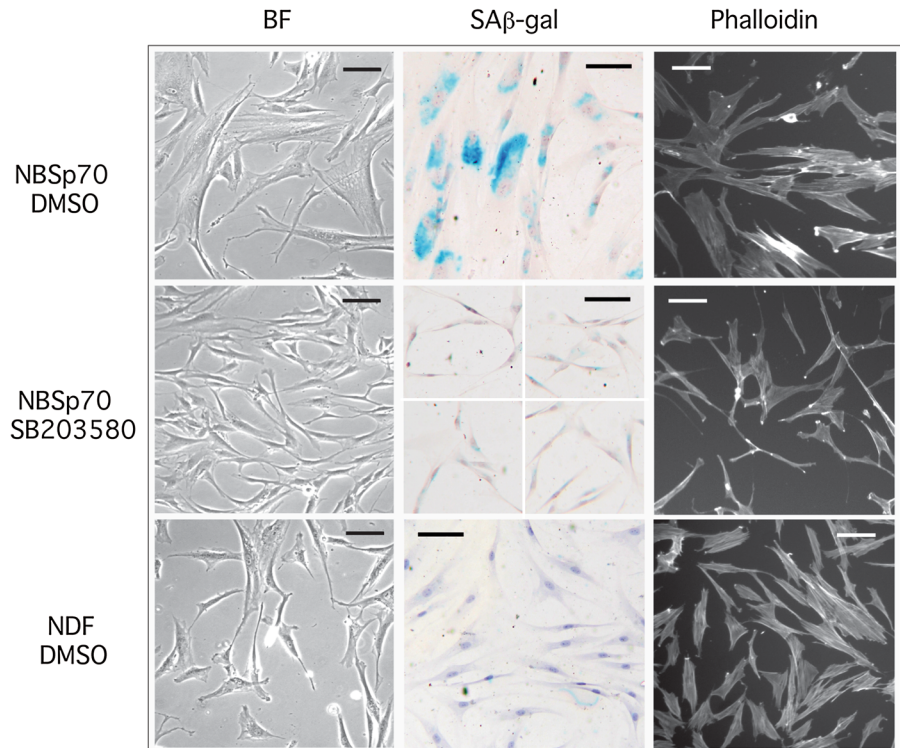 BF
SAβ-gal
Phalloidin
NBSp70
DMSO
NBSp70
SB203580
NDF
DMSO